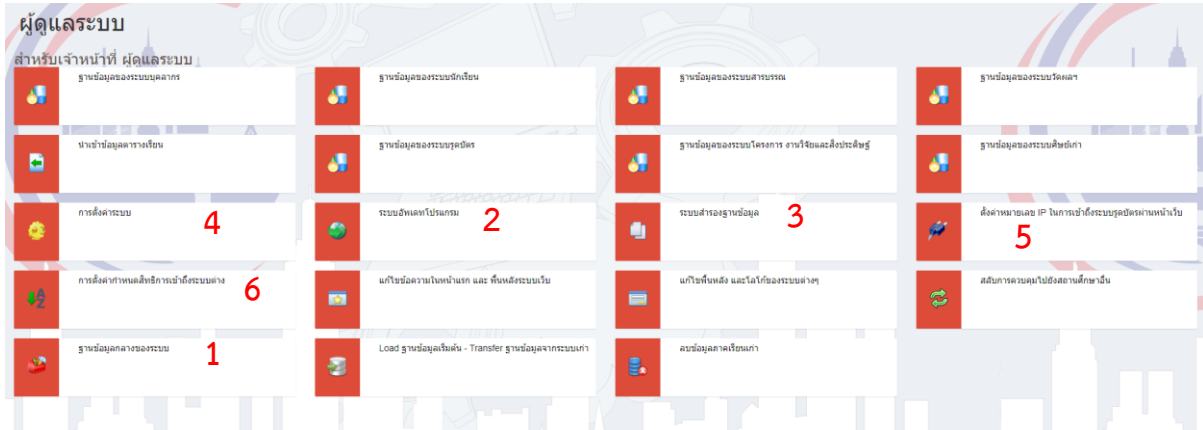 ผู้ดูแลระบบ
สำหรับเจ้าหน้าที่ ผู้ดูแลระบบ
ฐานข้อมูลของระบบบุคลากร
ฐานข้อมูลของระบบนักเรียน
ฐานข้อมูลของระบบสารบรรณ
ฐานข้อมูลของระบบวัดผลฯ
นำเข้าข้อมูลตารางเรียน
ฐานข้อมูลของระบบรูดบัตร
ฐานข้อมูลของระบบโครงการ งานวิจัยและสิ่งประดิษฐ์
ฐานข้อมูลของระบบศิษย์เก่า
การตั้งค่าระบบ
4
ระบบอัพเดทโปรแกรม
2
ระบบสำรองฐานข้อมูล
3
ตั้งค่าหมายเลข IP ในการเข้าถึงระบบรูดบัตรผ่านหน้าเว็บ
5
การตั้งค่ากำหนดสิทธิการเข้าถึงระบบต่าง
6
แก้ไขข้อความในหน้าแรก และ พื้นหลังระบบเว็บ
แก้ไขพื้นหลัง และโลโก้ของระบบต่างๆ
สลับการควบคุมไปยังสถานศึกษาอื่น
ฐานข้อมูลกลางของระบบ
1
Load ฐานข้อมูลเริ่มต้น - Transfer ฐานข้อมูลจากระบบเก่า
ลบข้อมูลภาคเรียนเก่า